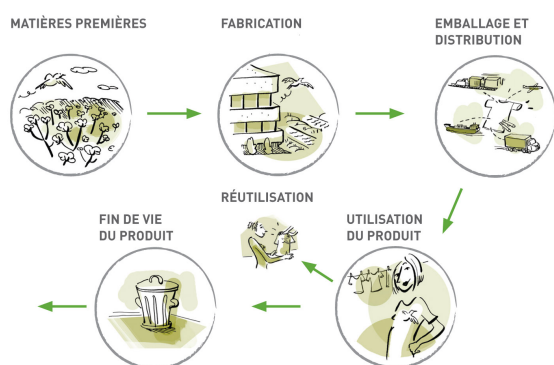 MATIÈRES PREMIÈRES
FABRICATION
EMBALLAGE ET
DISTRIBUTION
RÉUTILISATION
FIN DE VIE
DU PRODUIT
UTILISATION
DU PRODUIT